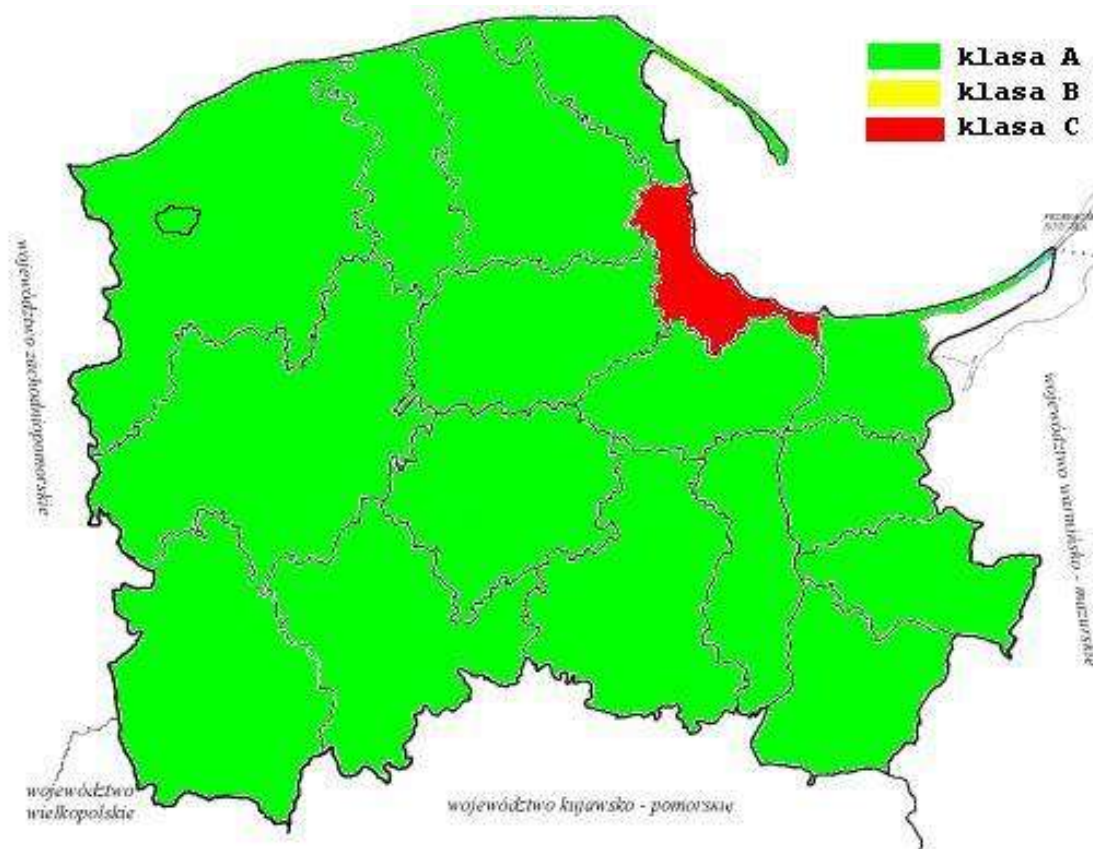 klasa A
klasa B
klasa C
województwo zachodniopomorskie
województwo warmińsko - mazurskie
województwo
wielkopolskie
województwo kujawsko - pomorskie